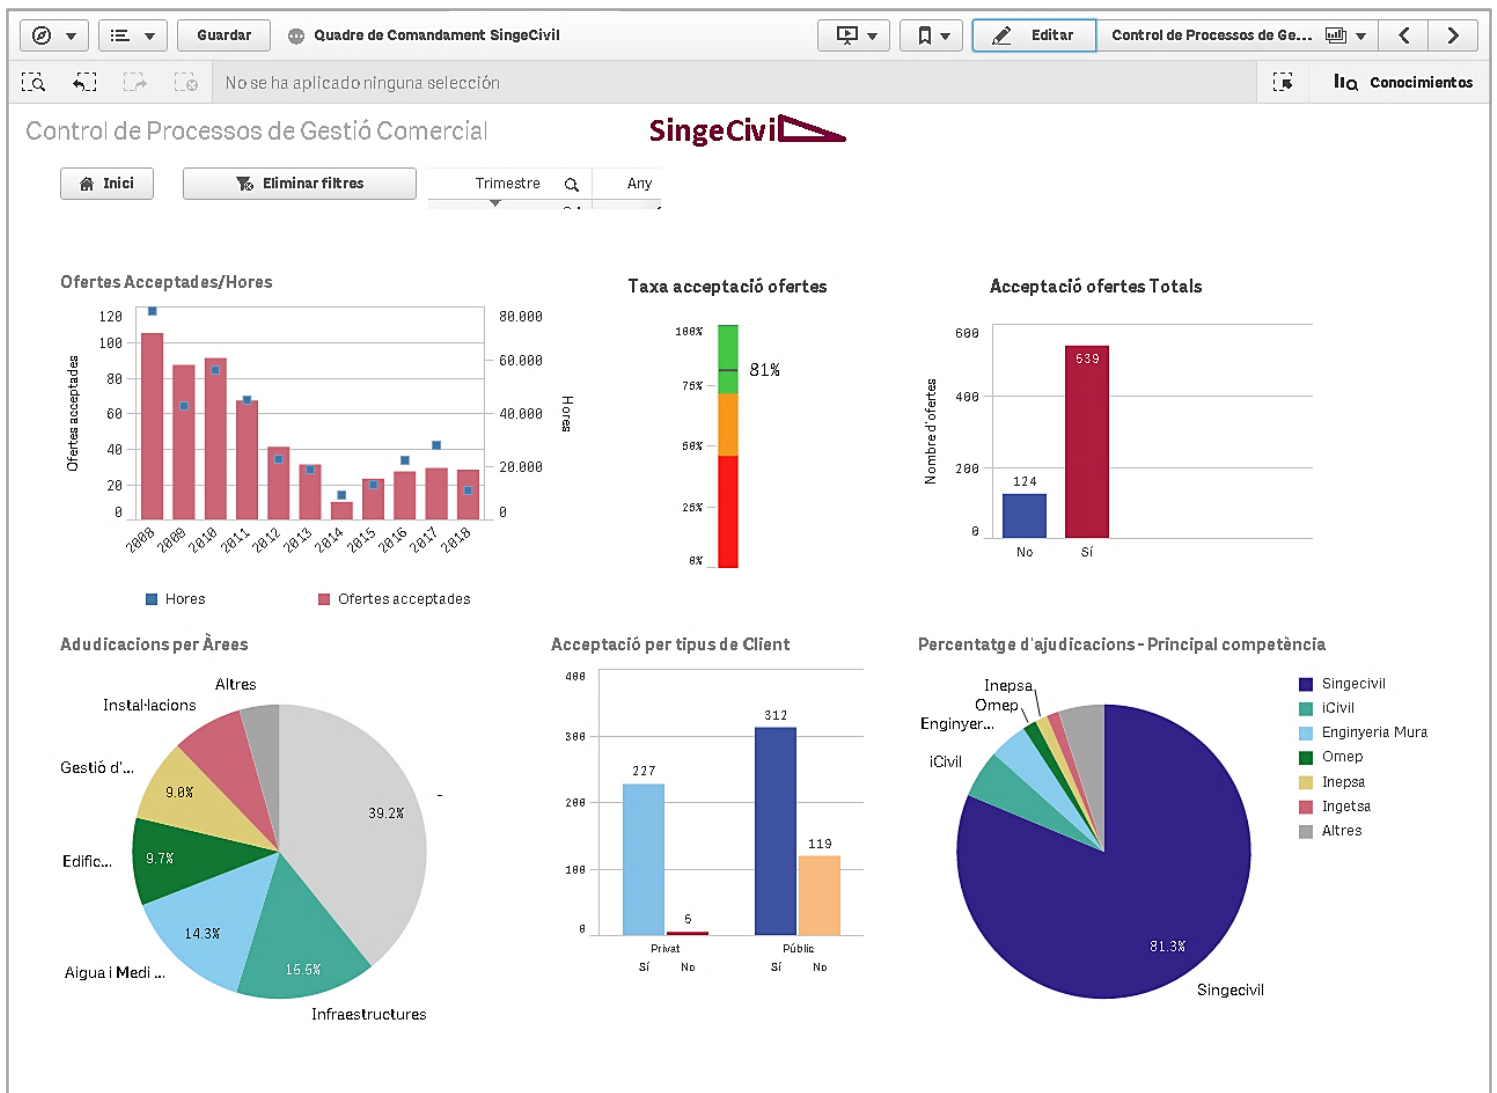 Guardar
Quadre de Comandament SingeCivil
Editar
Control de Processos de Ge...
No se ha aplicado ninguna selección
Conocimientos
Control de Processos de Gestió Comercial
SingeCivil
Inici
Eliminar filtres
Trimestre
Any
Ofertes Acceptades/Hores
120
100
80
60
40
20
0
Ofertes acceptades
80.000
60.000
40.000
20.000
0
Hores
2008
2009
2010
2011
2012
2013
2014
2015
2016
2017
2018
Hores
Ofertes acceptades
Taxa acceptació ofertes
100%
75%
50%
25%
0%
81%
Acceptació ofertes Totals
600
400
200
0
Nombre d'ofertes
124
539
No
Sí
Adudicacions per Àrees
Altres
Instal·lacions
Gestió d'...
9.0%
39.2%
-
Edific...
9.7%
14.3%
15.5%
Aigua i Medi ...
Infraestructures
Acceptació per tipus de Client
400
300
200
100
0
227
5
312
119
Privat
Públic
Sí
No
Sí
No
Percentatge d'ajudicacions - Principal competència
Inepsa
Omep
Enginyer...
iCivil
81.3%
Singecivil
Singecivil
iCivil
Enginyeria Mura
Omep
Inepsa
Ingetsa
Altres